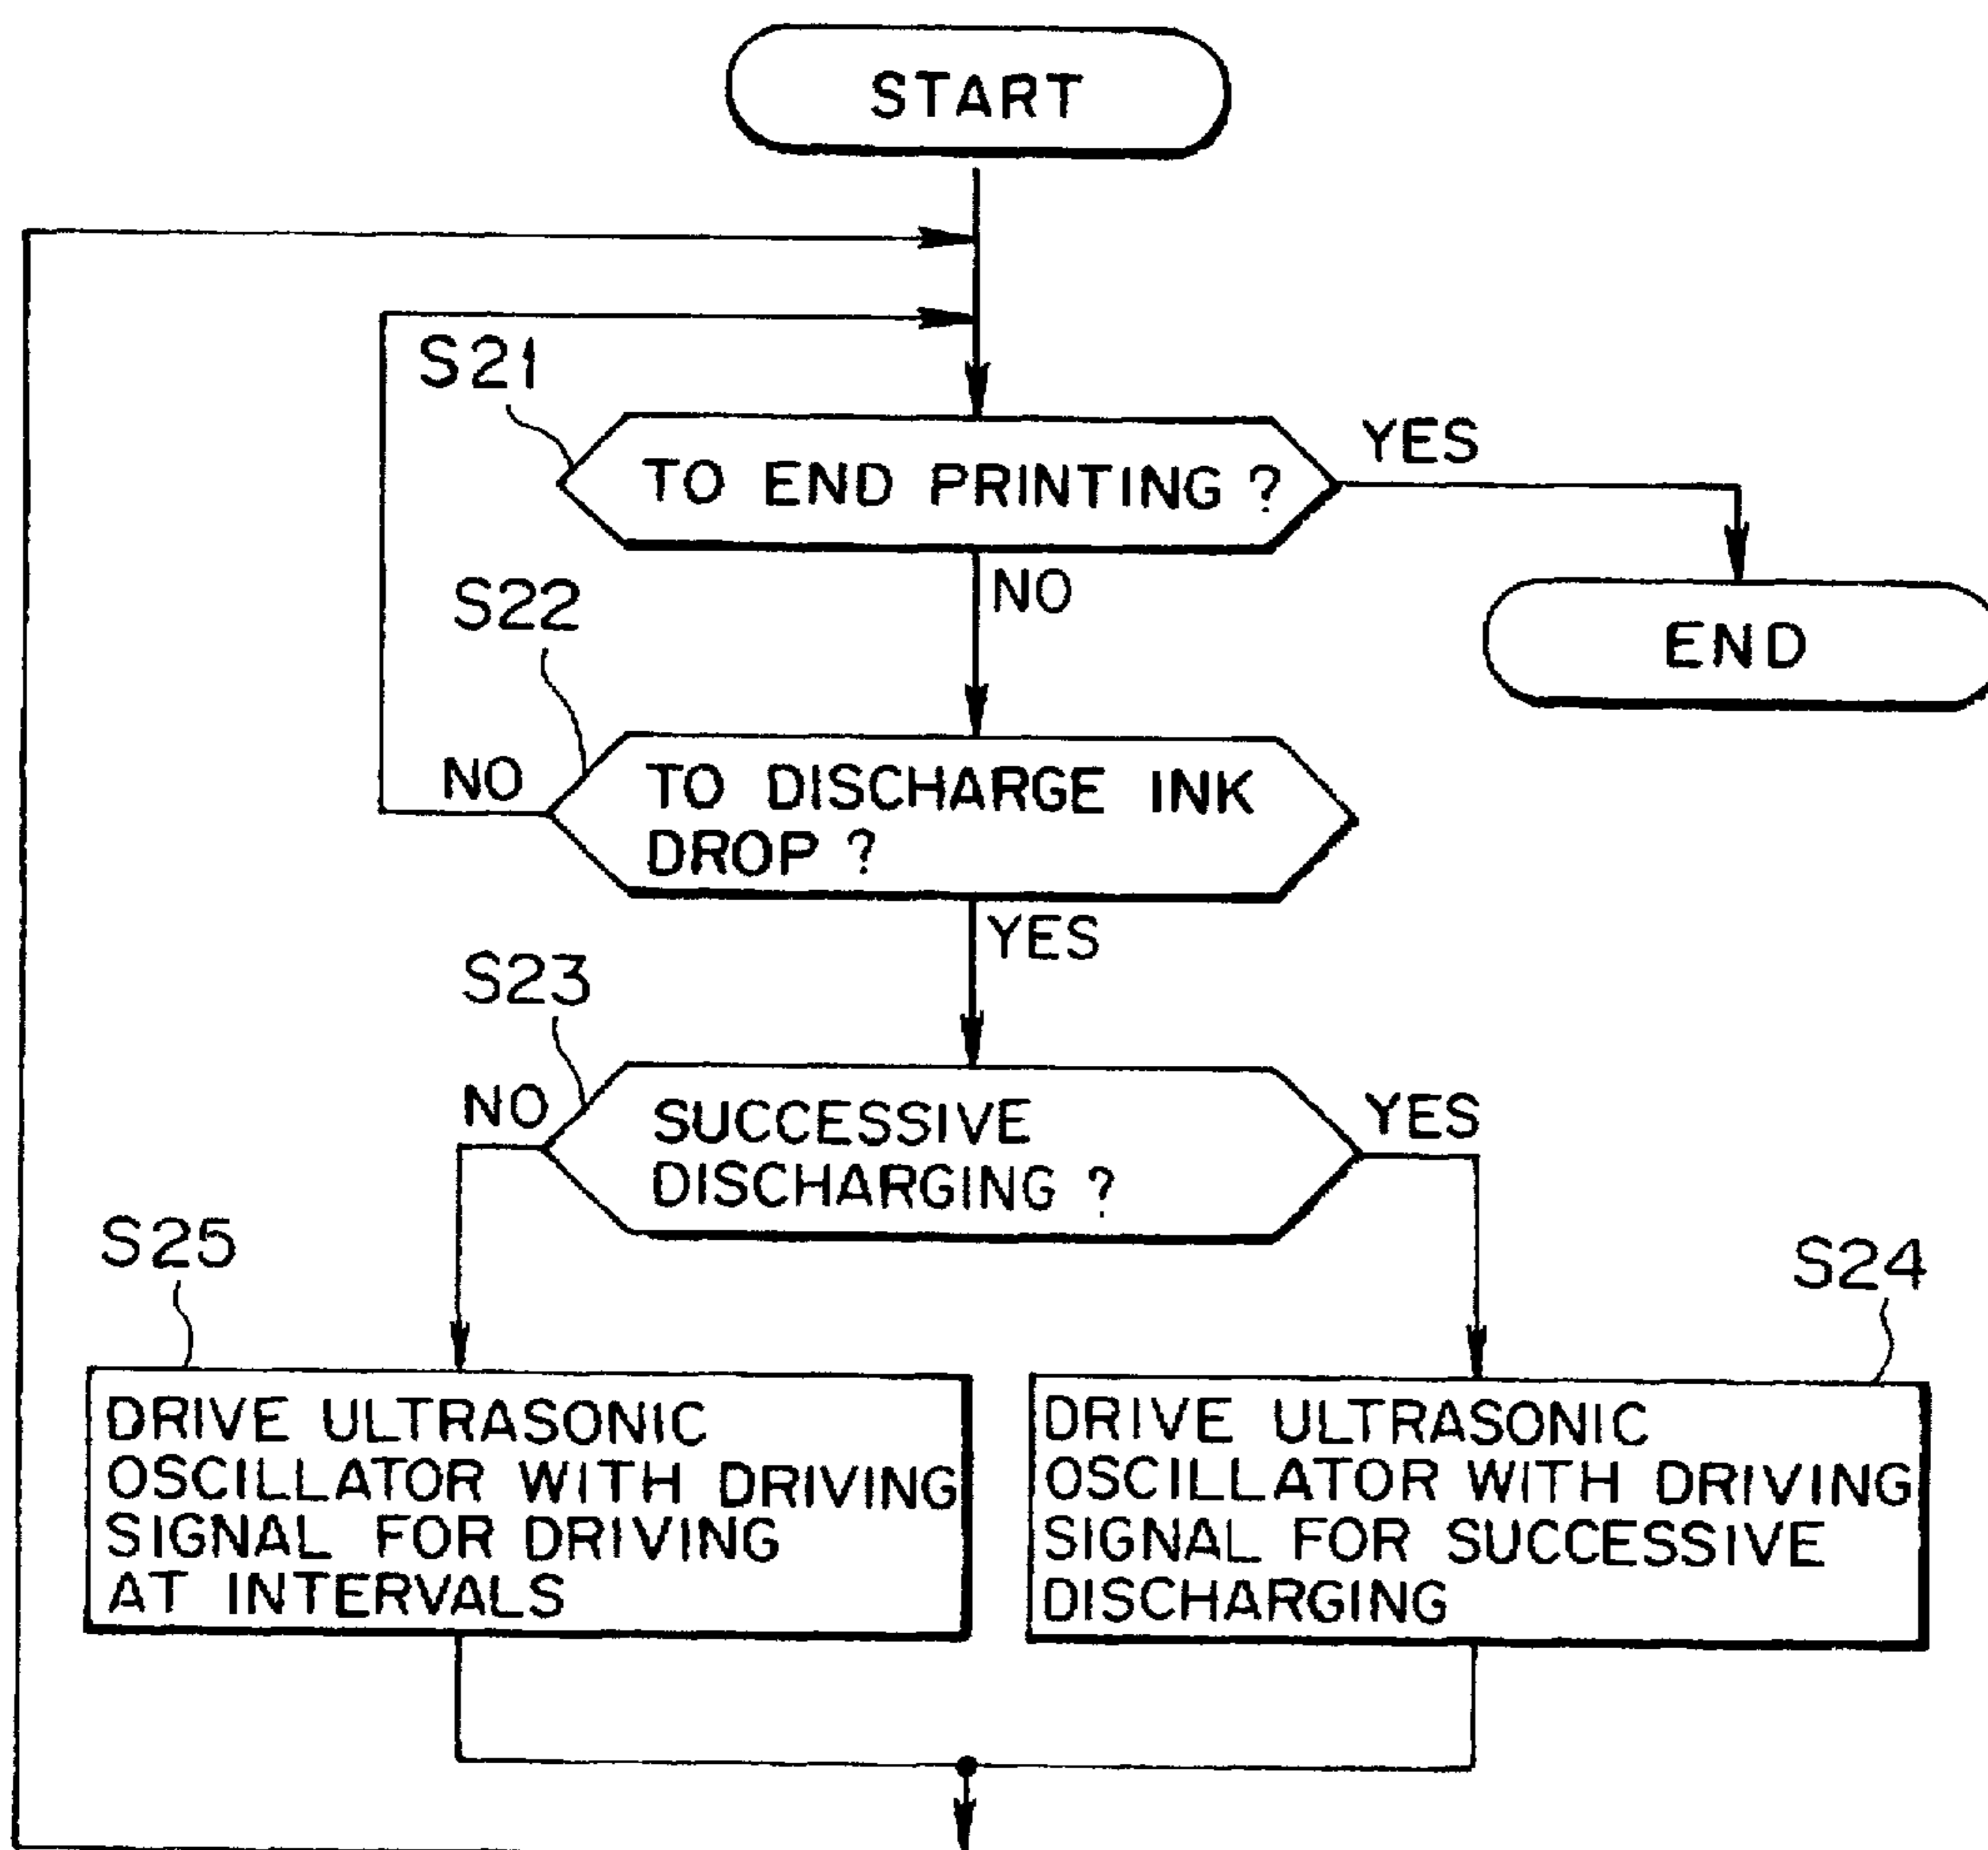 START
S21
TO END PRINTING ?
YES
NO
END
S22
NO
TO DISCHARGE INK
DROP ?
YES
S23
NO
SUCCESSIVE
DISCHARGING ?
YES
S25
S24
DRIVE ULTRASONIC
OSCILLATOR WITH DRIVING
SIGNAL FOR DRIVING
AT INTERVALS
DRIVE ULTRASONIC
OSCILLATOR WITH DRIVING
SIGNAL FOR SUCCESSIVE
DISCHARGING